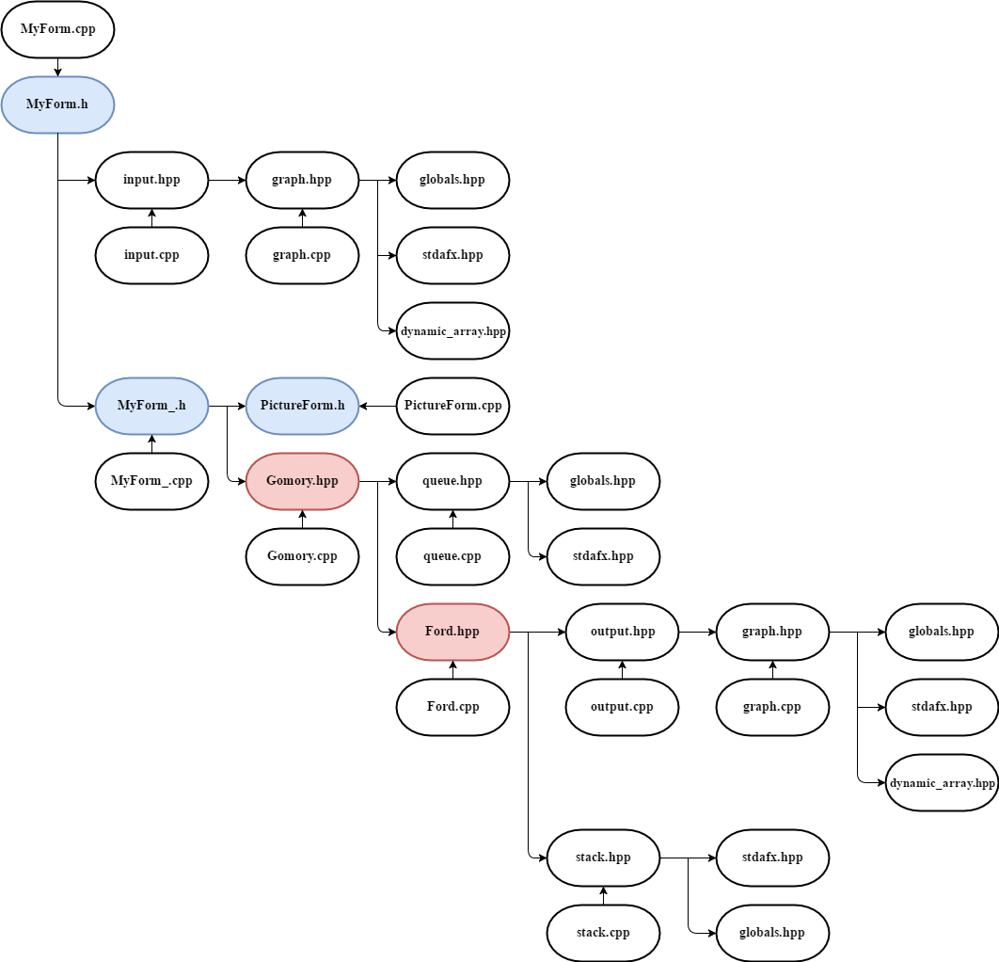 MyForm.cpp
MyForm.h
input.hpp
graph.hpp
globals.hpp
input.cpp
graph.cpp
stdafx.hpp
dynamic_array.hpp
MyForm_.h
PictureForm.h
PictureForm.cpp
MyForm_.cpp
Gomory.hpp
queue.hpp
globals.hpp
Gomory.cpp
queue.cpp
stdafx.hpp
Ford.hpp
output.hpp
graph.hpp
globals.hpp
Ford.cpp
output.cpp
graph.cpp
stdafx.hpp
dynamic_array.hpp
stack.hpp
stdafx.hpp
stack.cpp
globals.hpp